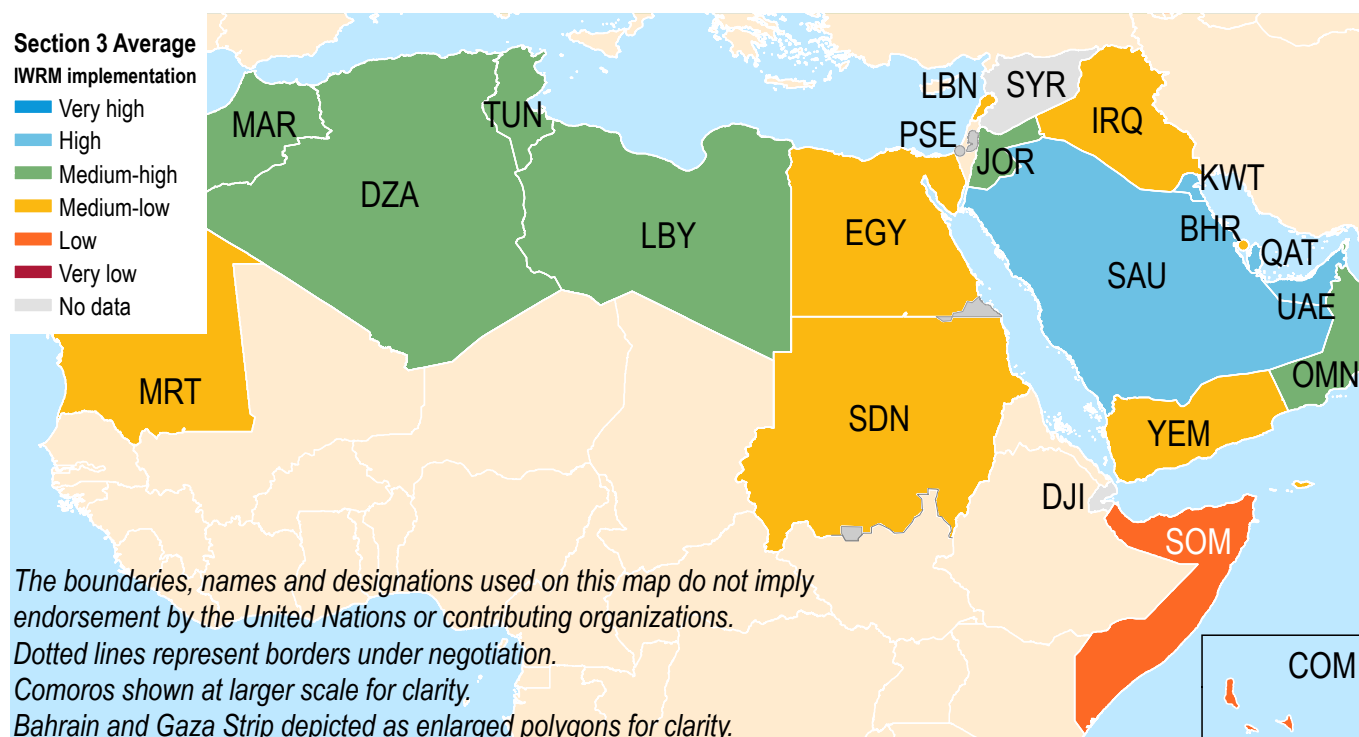 Section 3 Average
IWRM implementation
Very high
High
Medium-high
Medium-low
Low
Very low
No data
MAR
TUN
DZA
LBY
EGY
LBN
SYR
PSE
JOR
IRQ
KWT
BHR
QAT
SAU
UAE
OMN
MRT
SDN
YEM
DJI
SOM
COM
The boundaries, names and designations used on this map do not imply
endorsement by the United Nations or contributing organizations.
Dotted lines represent borders under negotiation.
Comoros shown at larger scale for clarity.
Bahrain and Gaza Strip depicted as enlarged polygons for clarity.